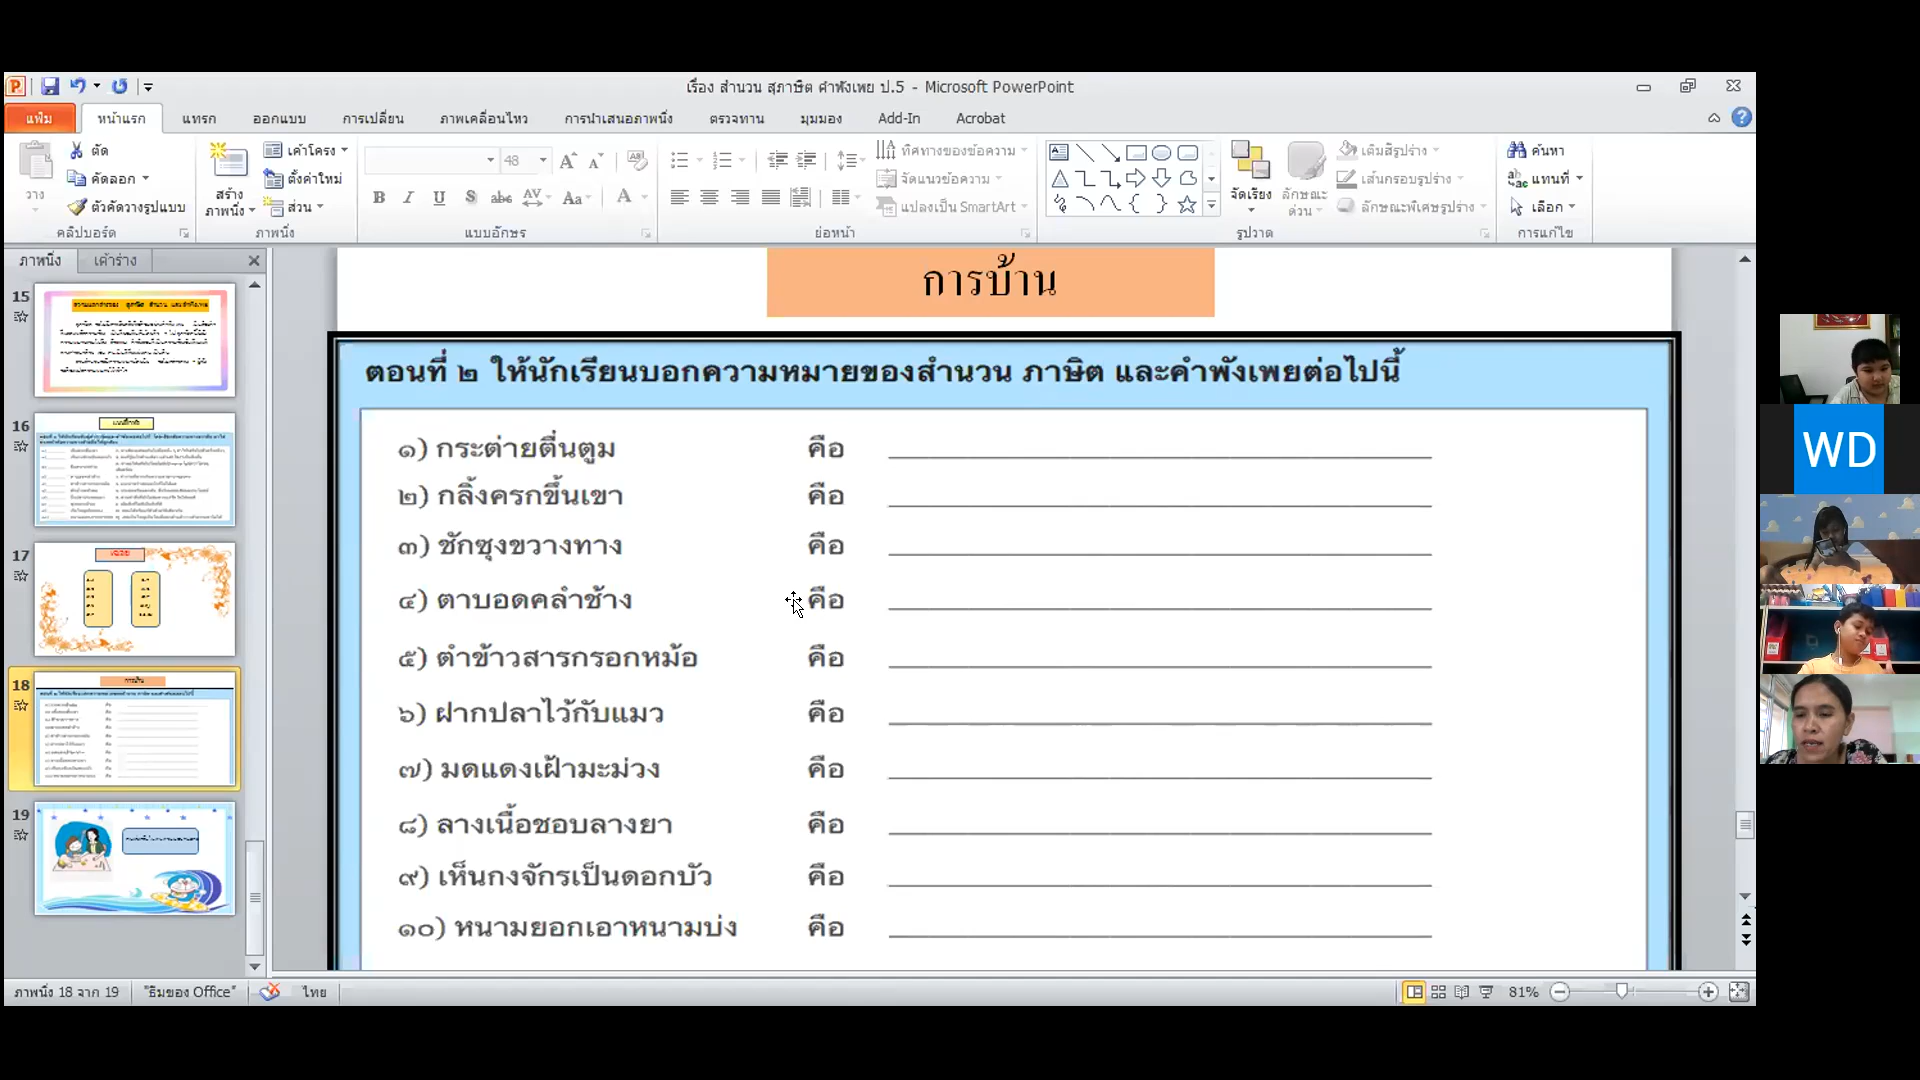 เรื่อง สำนวน สุภาษิต คำพังเพย ป.5 - Microsoft PowerPoint
แฟ้ม หน้าแรก แทรก ออกแบบ การเปลี่ยน ภาพเคลื่อนไหว การนำเสนอภาพนิ่ง ตรวจทาน มุมมอง Add-In Acrobat
วาง
ตัด
คัดลอก
ตัวคัดวางรูปแบบ
คลิปบอร์ด
สร้าง
ภาพนิ่ง
เค้าโครง
ตั้งค่าใหม่
ส่วน
ภาพนิ่ง
48
B I U S abc AV Aa A
แบบอักษร
ทิศทางของข้อความ
จัดแนวข้อความ
แปลงเป็น SmartArt
ย่อหน้า
จัดเรียง
ลักษณะ
ด่วน
เติมสีรูปร่าง
เส้นกรอบรูปร่าง
ลักษณะพิเศษรูปร่าง
รูปวาด
ค้นหา
แทนที่
เลือก
การแก้ไข
ภาพนิ่ง เค้าร่าง
15
16
17
18
19
การบ้าน
ตอนที่ ๒ ให้นักเรียนบอกความหมายของสำนวน ภาษิต และคำพังเพยต่อไปนี้
๑) กระต่ายตื่นตูม คือ
๒) กลิ้งครกขึ้นเขา คือ
๓) ชักซุงขวางทาง คือ
๔) ตาบอดคลำช้าง คือ
๕) ตำข้าวสารกรอกหม้อ คือ
๖) ฝากปลาไว้กับแมว คือ
๗) มดแดงเฝ้ามะม่วง คือ
๘) ลางเนื้อชอบลางยา คือ
๙) เห็นกงจักรเป็นดอกบัว คือ
๑๐) หนามยอกเอาหนามบ่ง คือ
WD
ภาพนิ่ง 18 จาก 19 "ธีมของ Office" ไทย 81%